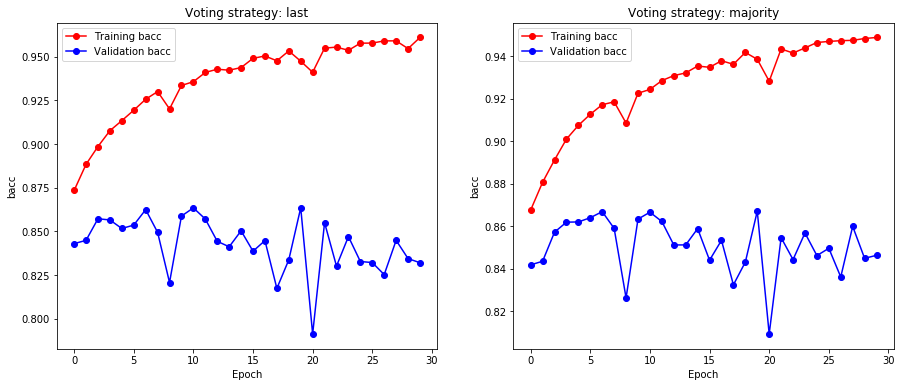 Voting strategy: last
Training bacc
Validation bacc
0.950
0.925
0.900
0.875
0.850
0.825
0.800
bacc
0
5
10
15
20
25
30
Epoch
Voting strategy: majority
Training bacc
Validation bacc
0.94
0.92
0.90
0.88
0.86
0.84
0.82
bacc
0
5
10
15
20
25
30
Epoch